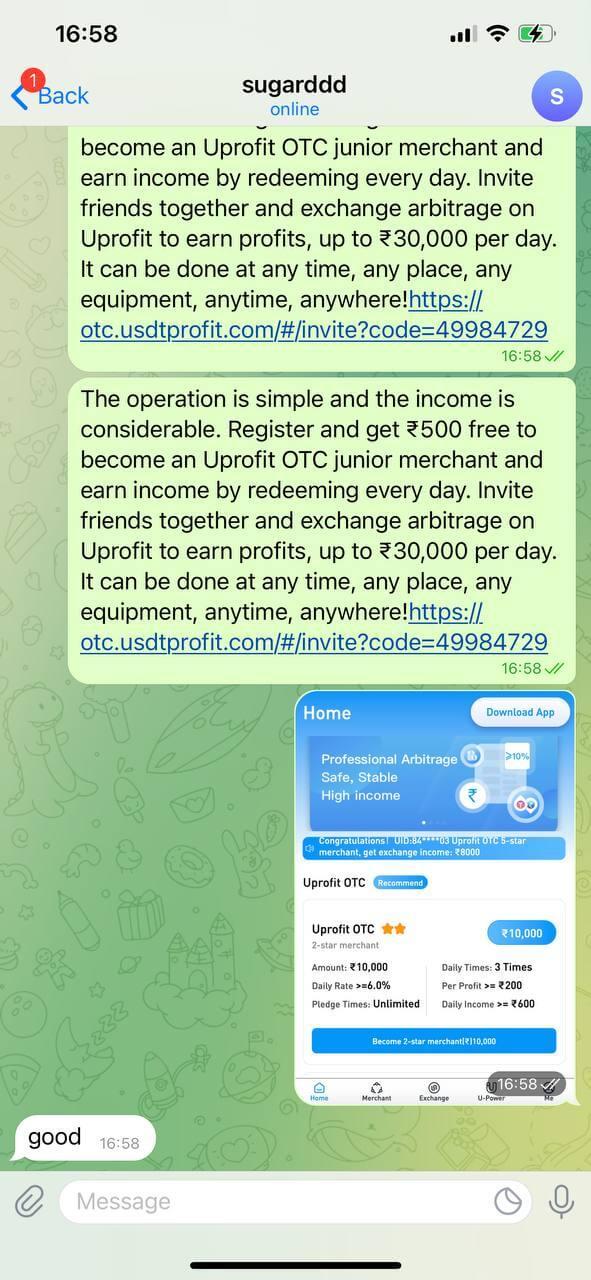 16:58
1
Back
sugarddd
online
S
become an Uprofit OTC junior merchant and
earn income by redeeming every day. Invite
friends together and exchange arbitrage on
Uprofit to earn profits, up to ₹30,000 per day.
It can be done at any time, any place, any
equipment, anytime, anywhere!https://
otc.usdtprofit.com/#/invite?code=49984729
16:58
The operation is simple and the income is
considerable. Register and get ₹500 free to
become an Uprofit OTC junior merchant and
earn income by redeeming every day. Invite
friends together and exchange arbitrage on
Uprofit to earn profits, up to ₹30,000 per day.
It can be done at any time, any place, any
equipment, anytime, anywhere!https://
otc.usdtprofit.com/#/invite?code=49984729
16:58
Home
Download App
Professional Arbitrage
Safe, Stable
High income
≥10%
₹
Congratulations! UID:84****03 Uprofit OTC 5-star
merchant, get exchange income: ₹8000
Uprofit OTC Recommend
Uprofit OTC
2-star merchant
₹10,000
Amount: ₹10,000
Daily Times: 3 Times
Daily Rate >=6.0%
Per Profit >= ₹200
Pledge Times: Unlimited
Daily Income >= ₹600
Become 2-star merchant(₹)10,000
Home Merchant Exchange U-Power Me
16:58
good 16:58
Message